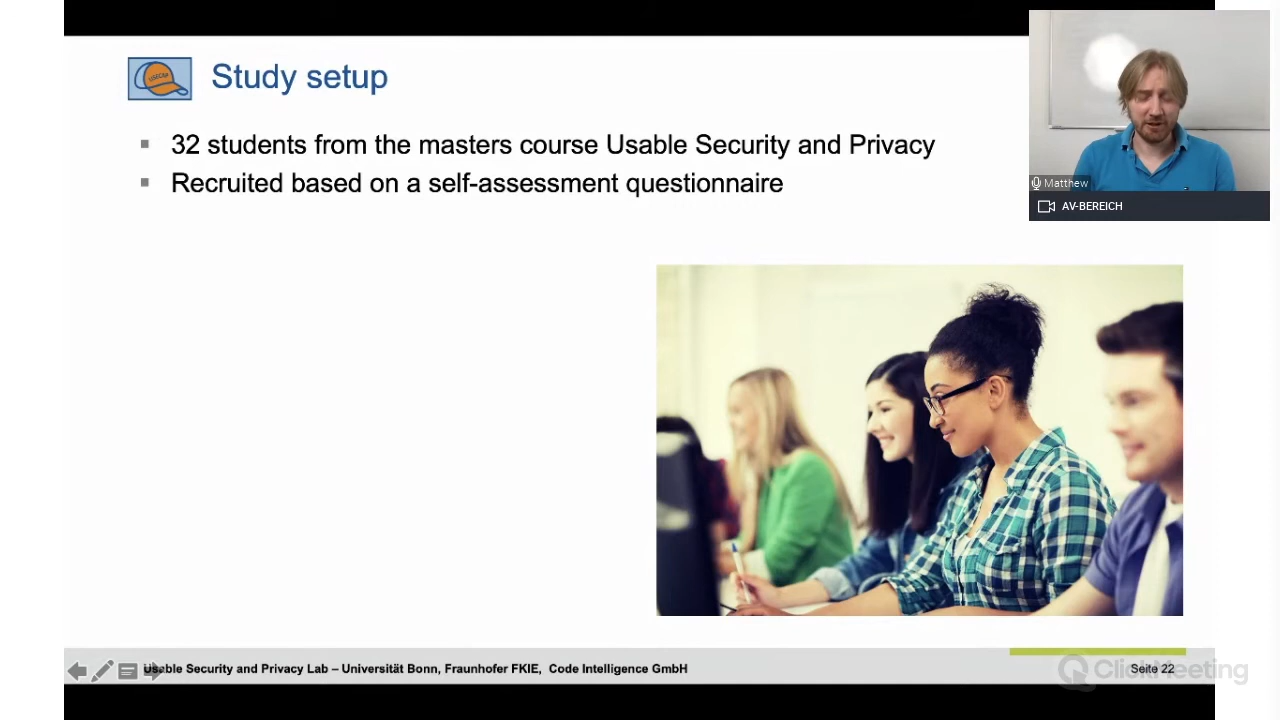 Study setup
32 students from the masters course Usable Security and Privacy
Recruited based on a self-assessment questionnaire
Matthew
AV-BEREICH
Usable Security and Privacy Lab – Universität Bonn, Fraunhofer FKIE, Code Intelligence GmbH
Seite 22
ClickMeeting